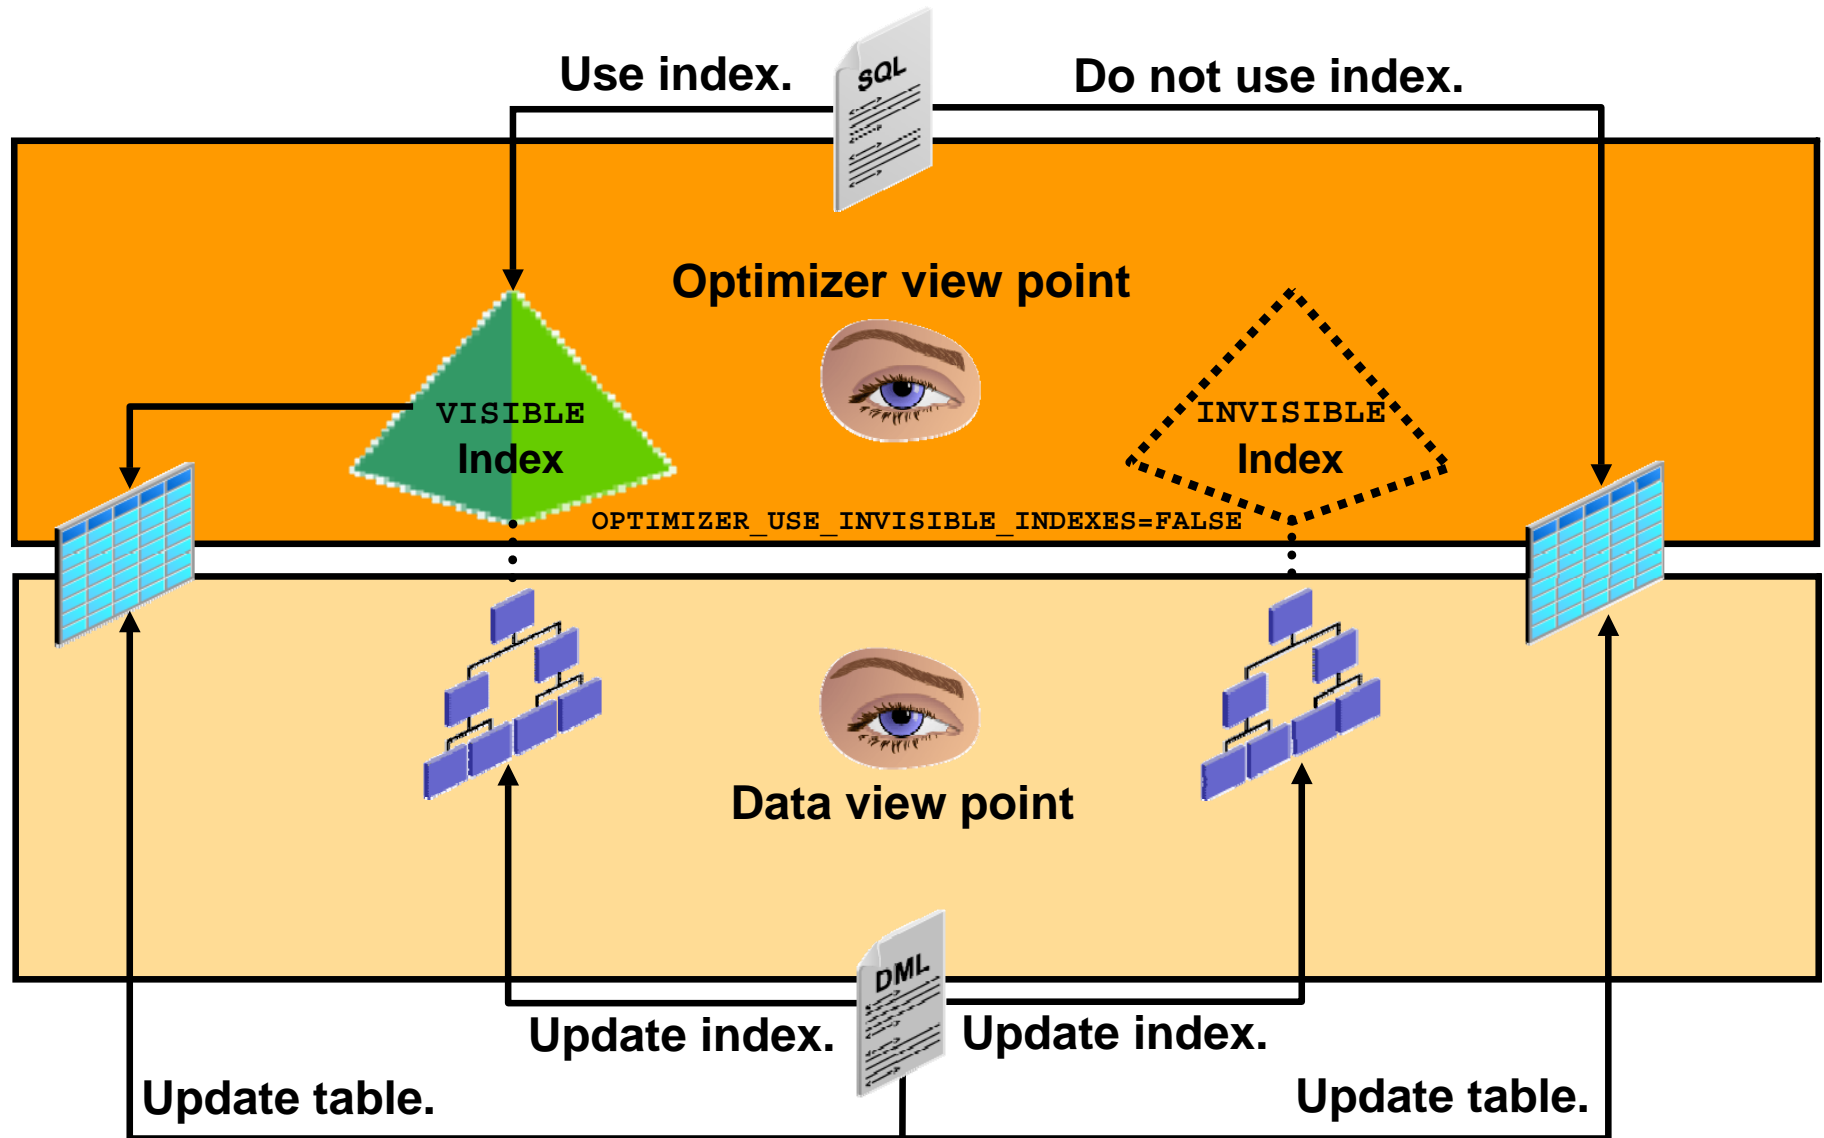 Use index.
SQL
Do not use index.
Optimizer view point
VISIBLE
Index
INVISIBLE
Index
OPTIMIZER_USE_INVISIBLE_INDEXES=FALSE
Data view point
DML
Update index.
Update index.
Update table.
Update table.